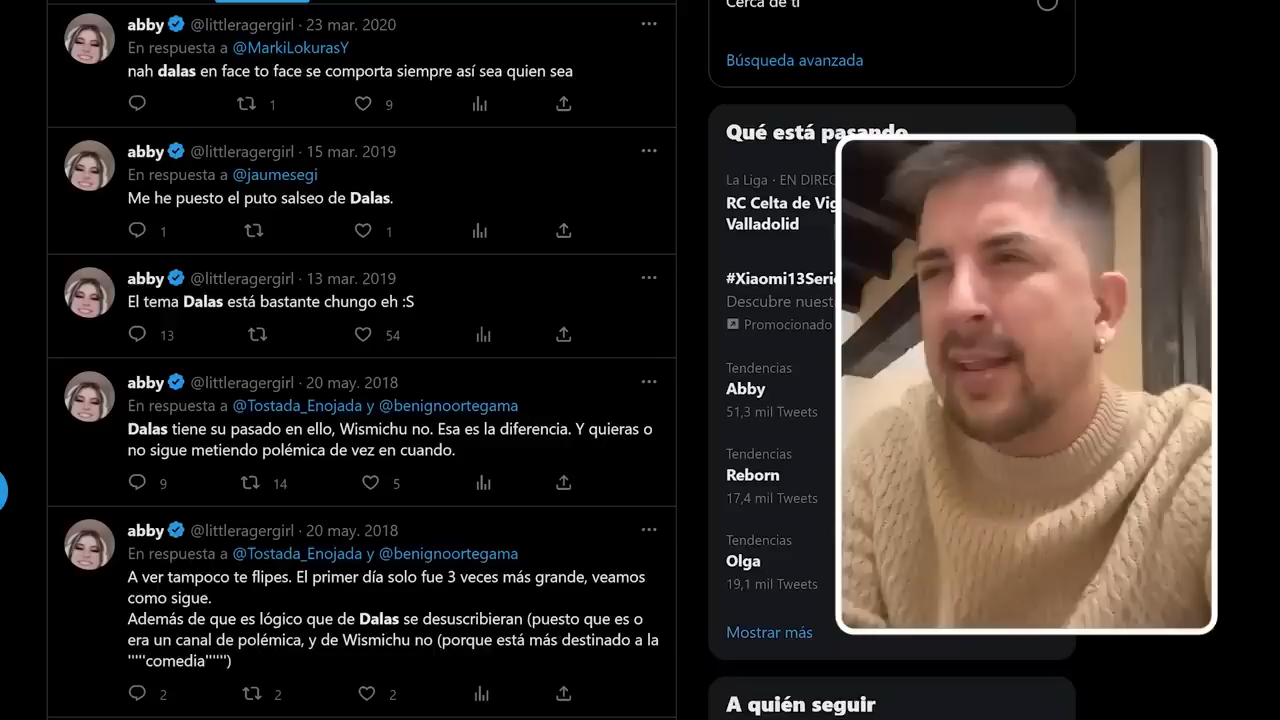 abby @littleragergirl · 23 mar. 2020
En respuesta a @MarkiLokurasY
nah dalas en face to face se comporta siempre así sea quien sea
1 9
abby @littleragergirl · 15 mar. 2019
En respuesta a @jaumesegi
Me he puesto el puto salseo de Dalas.
1 1
abby @littleragergirl · 13 mar. 2019
El tema Dalas está bastante chungo eh :S
13 54
abby @littleragergirl · 20 may. 2018
En respuesta a @Tostada_Enojada y @benignoortegama
Dalas tiene su pasado en ello, Wismichu no. Esa es la diferencia. Y quieras o
no sigue metiendo polémica de vez en cuando.
9 14 5
abby @littleragergirl · 20 may. 2018
En respuesta a @Tostada_Enojada y @benignoortegama
A ver tampoco te flipes. El primer día solo fue 3 veces más grande, veamos
como sigue.
Además de que es lógico que de Dalas se desuscribieran (puesto que es o
era un canal de polémica, y de Wismichu no (porque está más destinado a la
"""comedia""")
2 2 2
Cerca de ti
Búsqueda avanzada
Qué está pasando
La Liga · EN DIREC
RC Celta de Vig
Valladolid
#Xiaomi13Serie
Descubre nuest
Promocionado
Tendencias
Abby
51,3 mil Tweets
Tendencias
Reborn
17,4 mil Tweets
Tendencias
Olga
19,1 mil Tweets
Mostrar más
A quién seguir